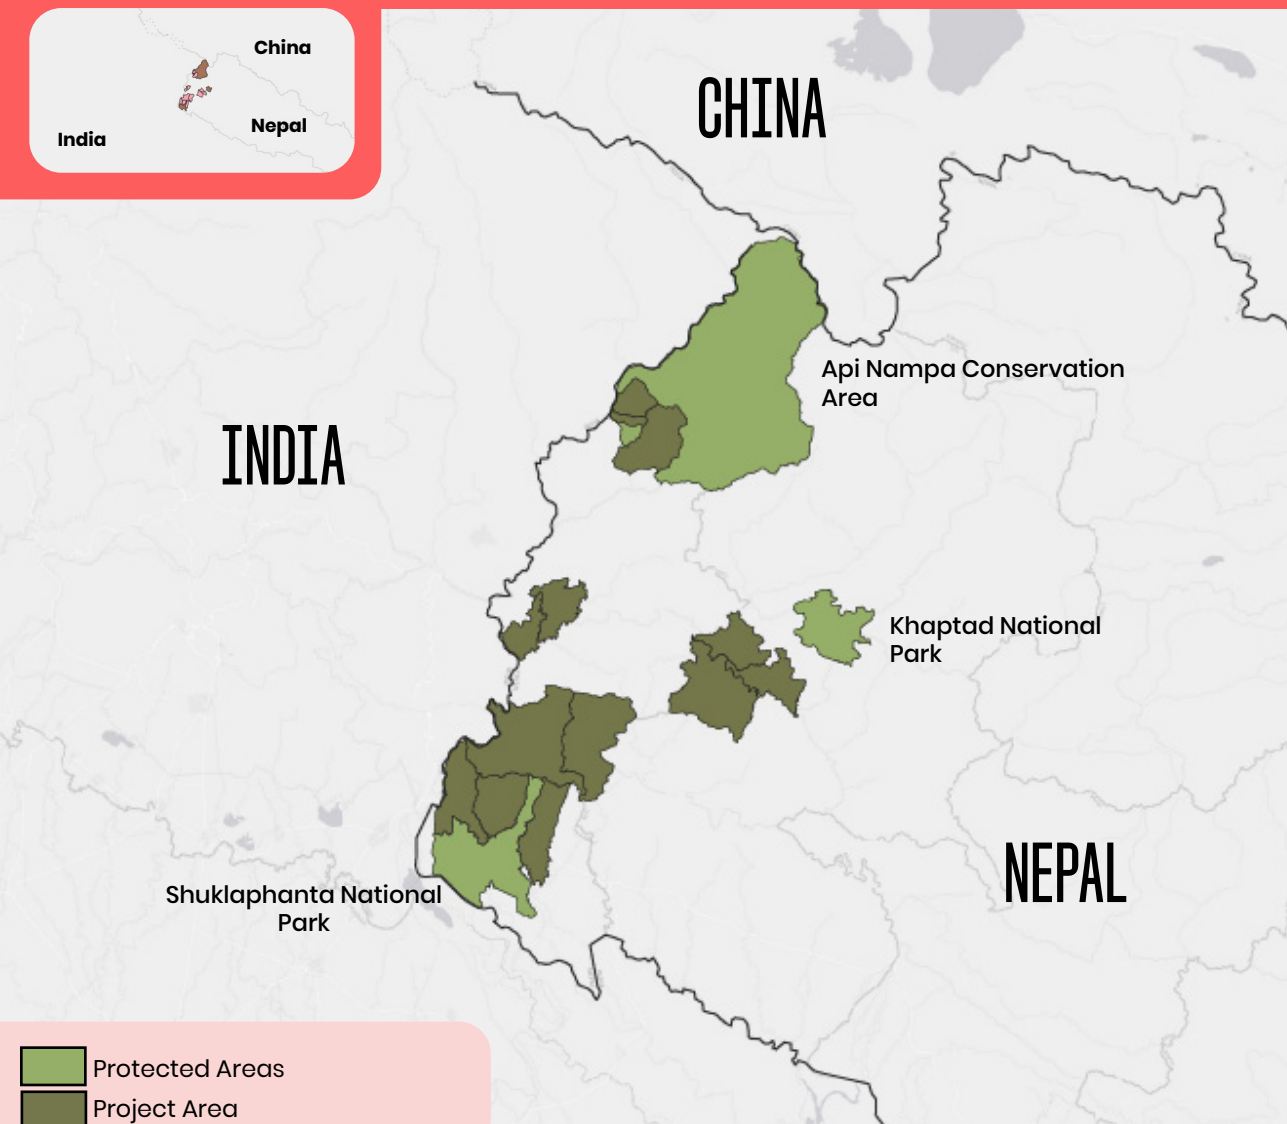 China
Nepal
India
CHINA
Api Nampa Conservation
Area
INDIA
Khaptad National
Park
NEPAL
Shuklaphanta National
Park
Protected Areas
Project Area